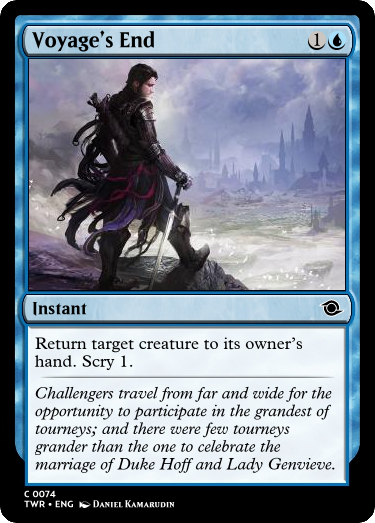 Voyage's End 1
Instant
Return target creature to its owner's
hand. Scry 1.
Challengers travel from far and wide for the
opportunity to participate in the grandest of
tourneys; and there were few tourneys
grander than the one to celebrate the
marriage of Duke Hoff and Lady Genvieve.
C 0074
TWR • ENG Daniel Kamarudin